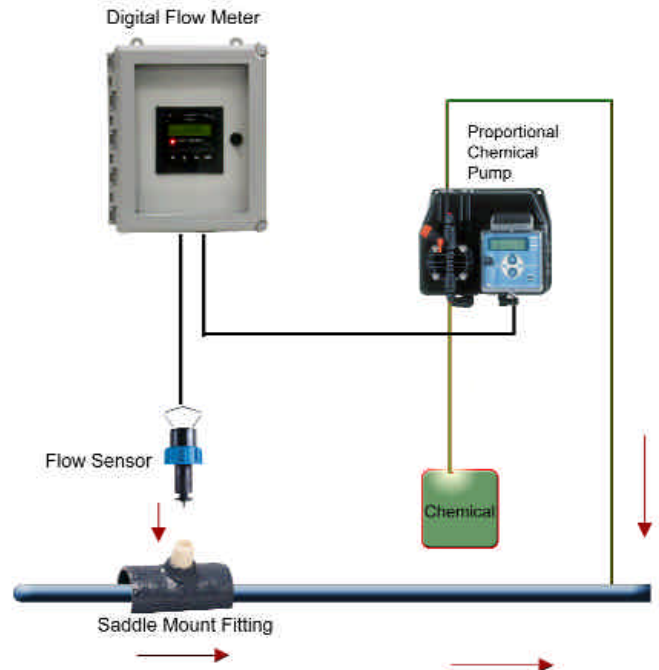 Digital Flow Meter
Proportional
Chemical
Pump
Flow Sensor
Chemical
Saddle Mount Fitting